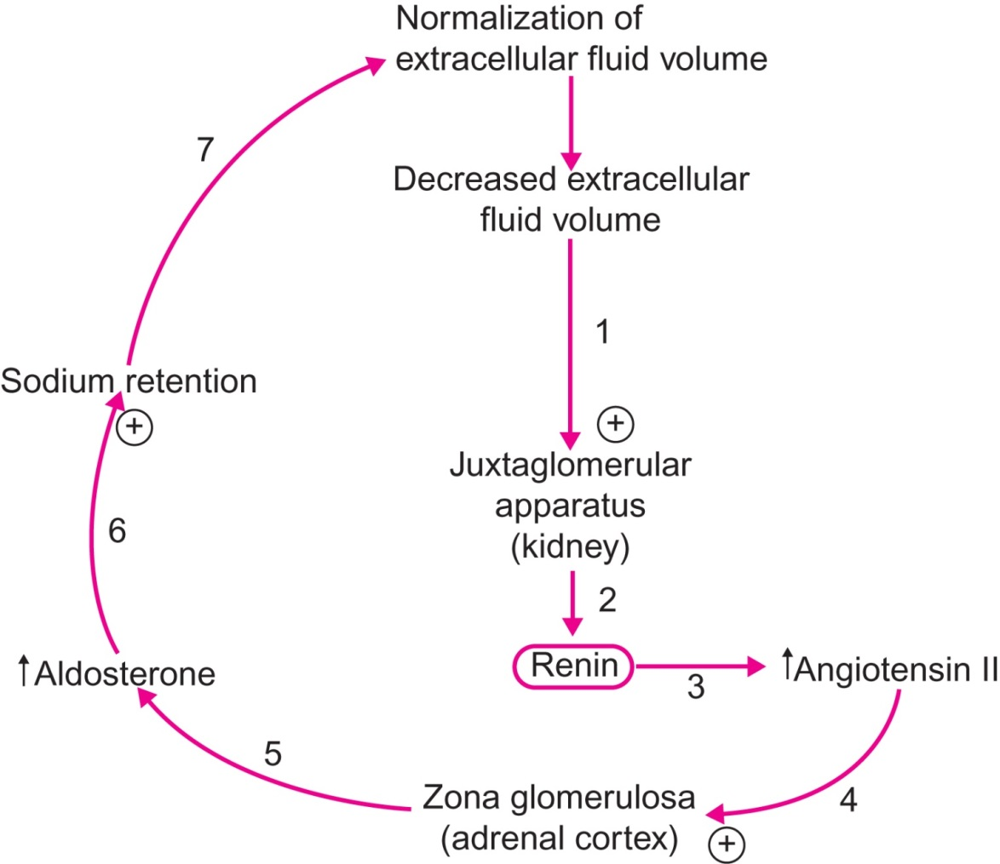 Normalization of
extracellular fluid volume
7
Decreased extracellular
fluid volume
1
+
Sodium retention
+
Juxtaglomerular
apparatus
(kidney)
6
2
↑Aldosterone
Renin
3
↑Angiotensin II
5
4
Zona glomerulosa
(adrenal cortex)
+